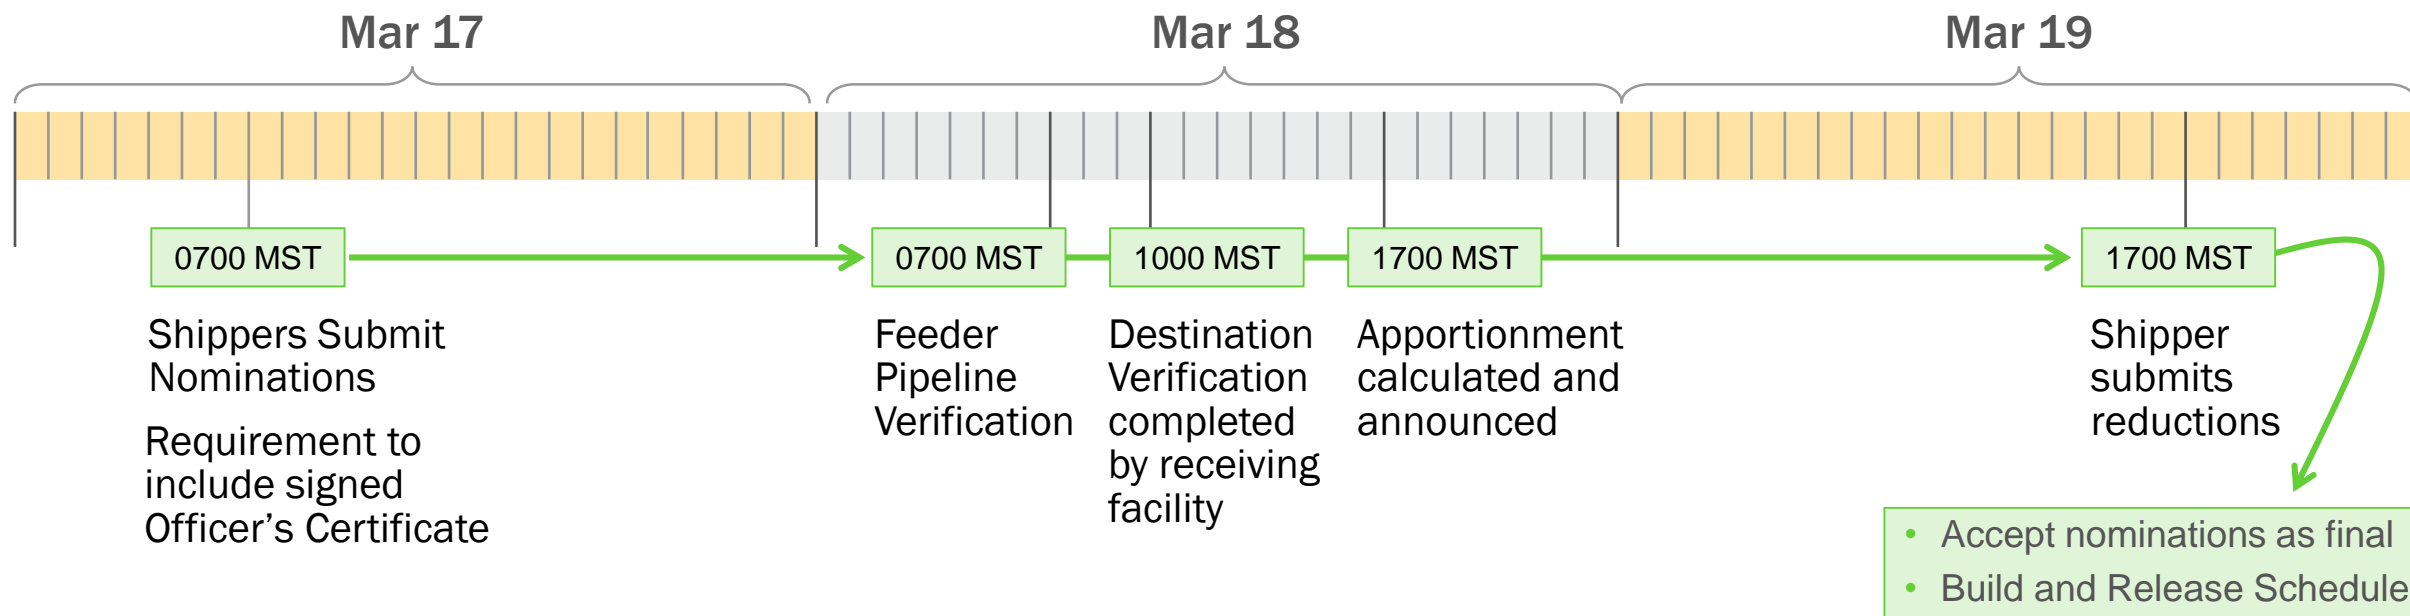 Mar 17
Mar 18
Mar 19
0700 MST
0700 MST
1000 MST
1700 MST
1700 MST
Shippers Submit
Nominations
Requirement to
include signed
Officer’s Certificate
Feeder
Pipeline
Verification
Destination
Verification
completed
by receiving
facility
Apportionment
calculated and
announced
Shipper
submits
reductions
• Accept nominations as final
• Build and Release Schedule